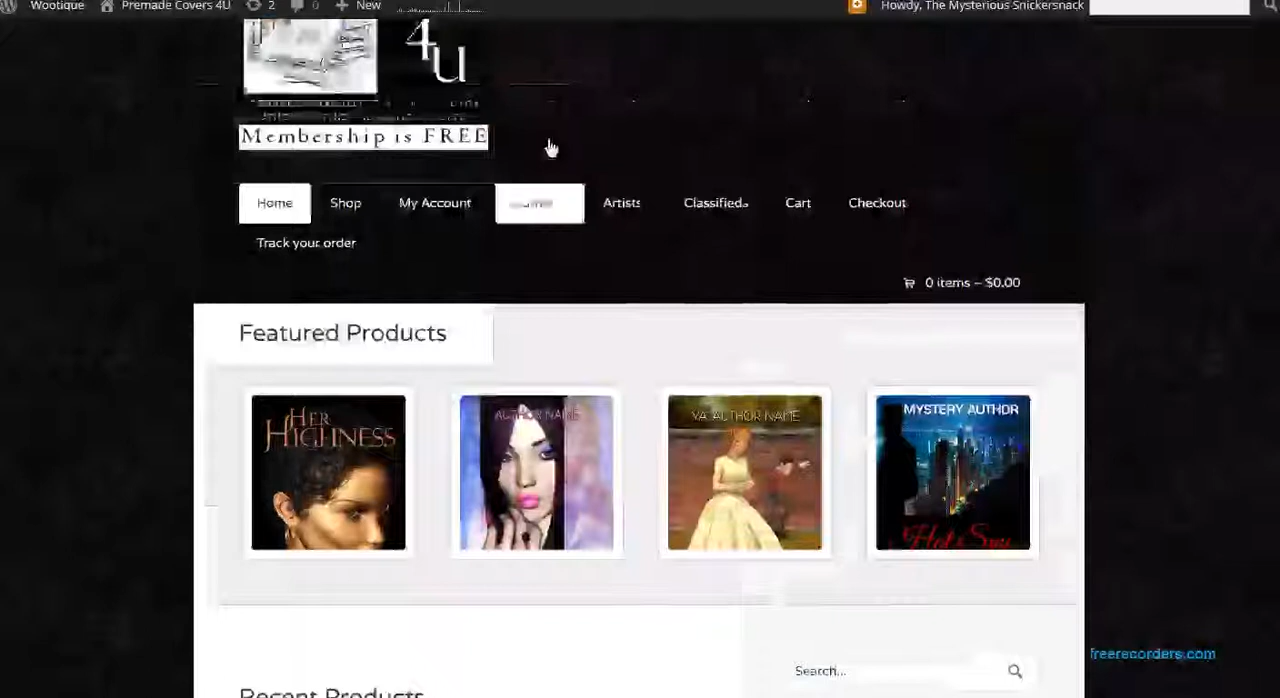 Wootique Premade Covers 4U 2 0 New Howdy, The Mysterious Snickersnack
4U
Membership is FREE
Home Shop My Account Artists Classifieds Cart Checkout
Track your order
0 items – $0.00
Featured Products
HER HIGHNESS
AUTHOR NAME
YA AUTHOR NAME
MYSTERY AUTHOR
Search...
freerecorders.com
Recent Products